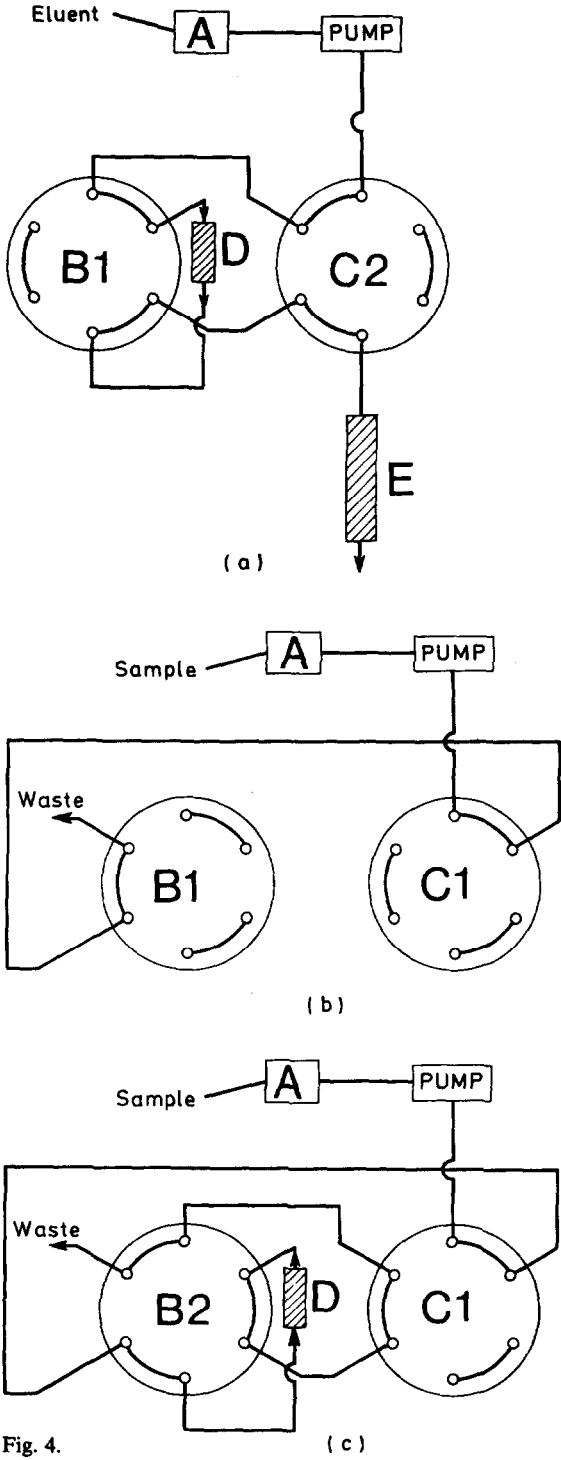 Eluent
A
PUMP
B1
D
C2
E
(a)
Sample
A
PUMP
Waste
B1
C1
(b)
Sample
A
PUMP
Waste
B2
D
C1
Fig. 4.
(c)